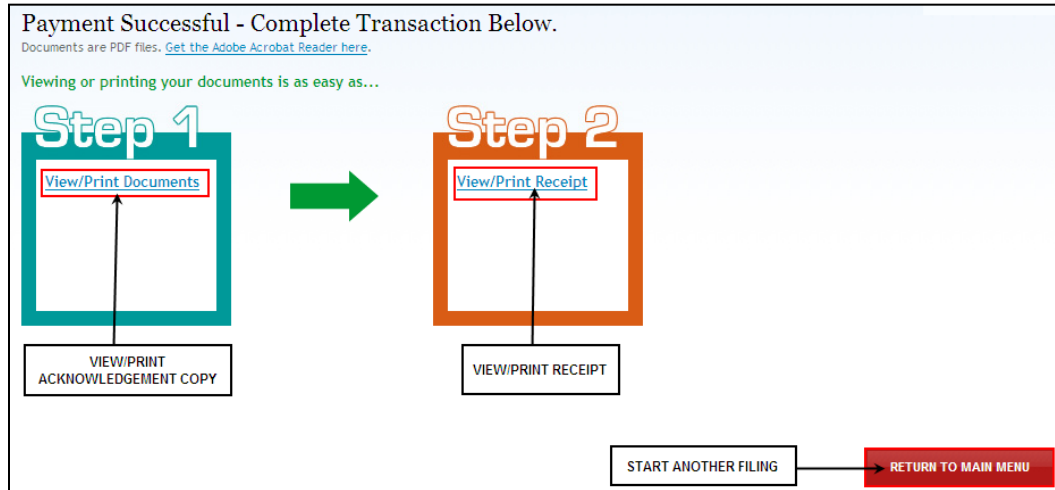 Payment Successful - Complete Transaction Below.
Documents are PDF files. Get the Adobe Acrobat Reader here.
Viewing or printing your documents is as easy as...
Step 1
View/Print Documents
VIEW/PRINT
ACKNOWLEDGEMENT COPY
Step 2
View/Print Receipt
VIEW/PRINT RECEIPT
START ANOTHER FILING
RETURN TO MAIN MENU